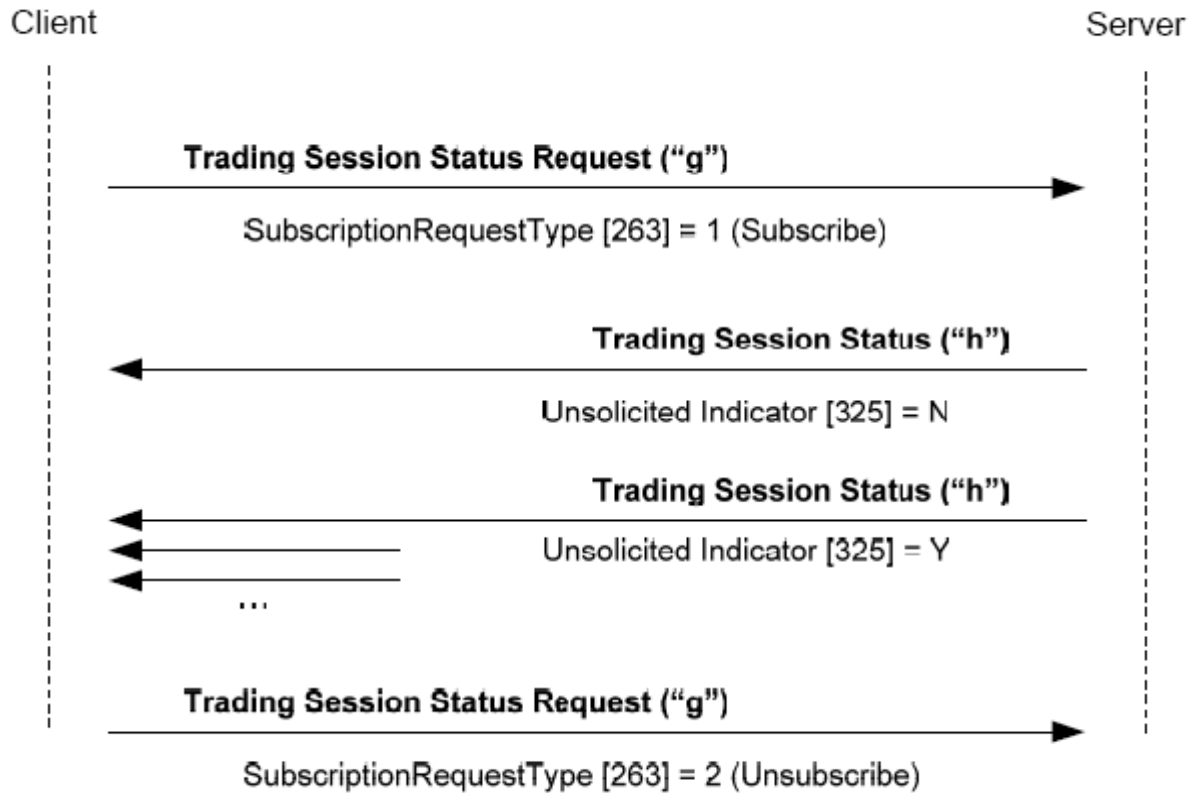 Client
Server
Trading Session Status Request (“g”)
SubscriptionRequestType [263] = 1 (Subscribe)
Trading Session Status (“h”)
Unsolicited Indicator [325] = N
Trading Session Status (“h”)
Unsolicited Indicator [325] = Y
...
Trading Session Status Request (“g”)
SubscriptionRequestType [263] = 2 (Unsubscribe)